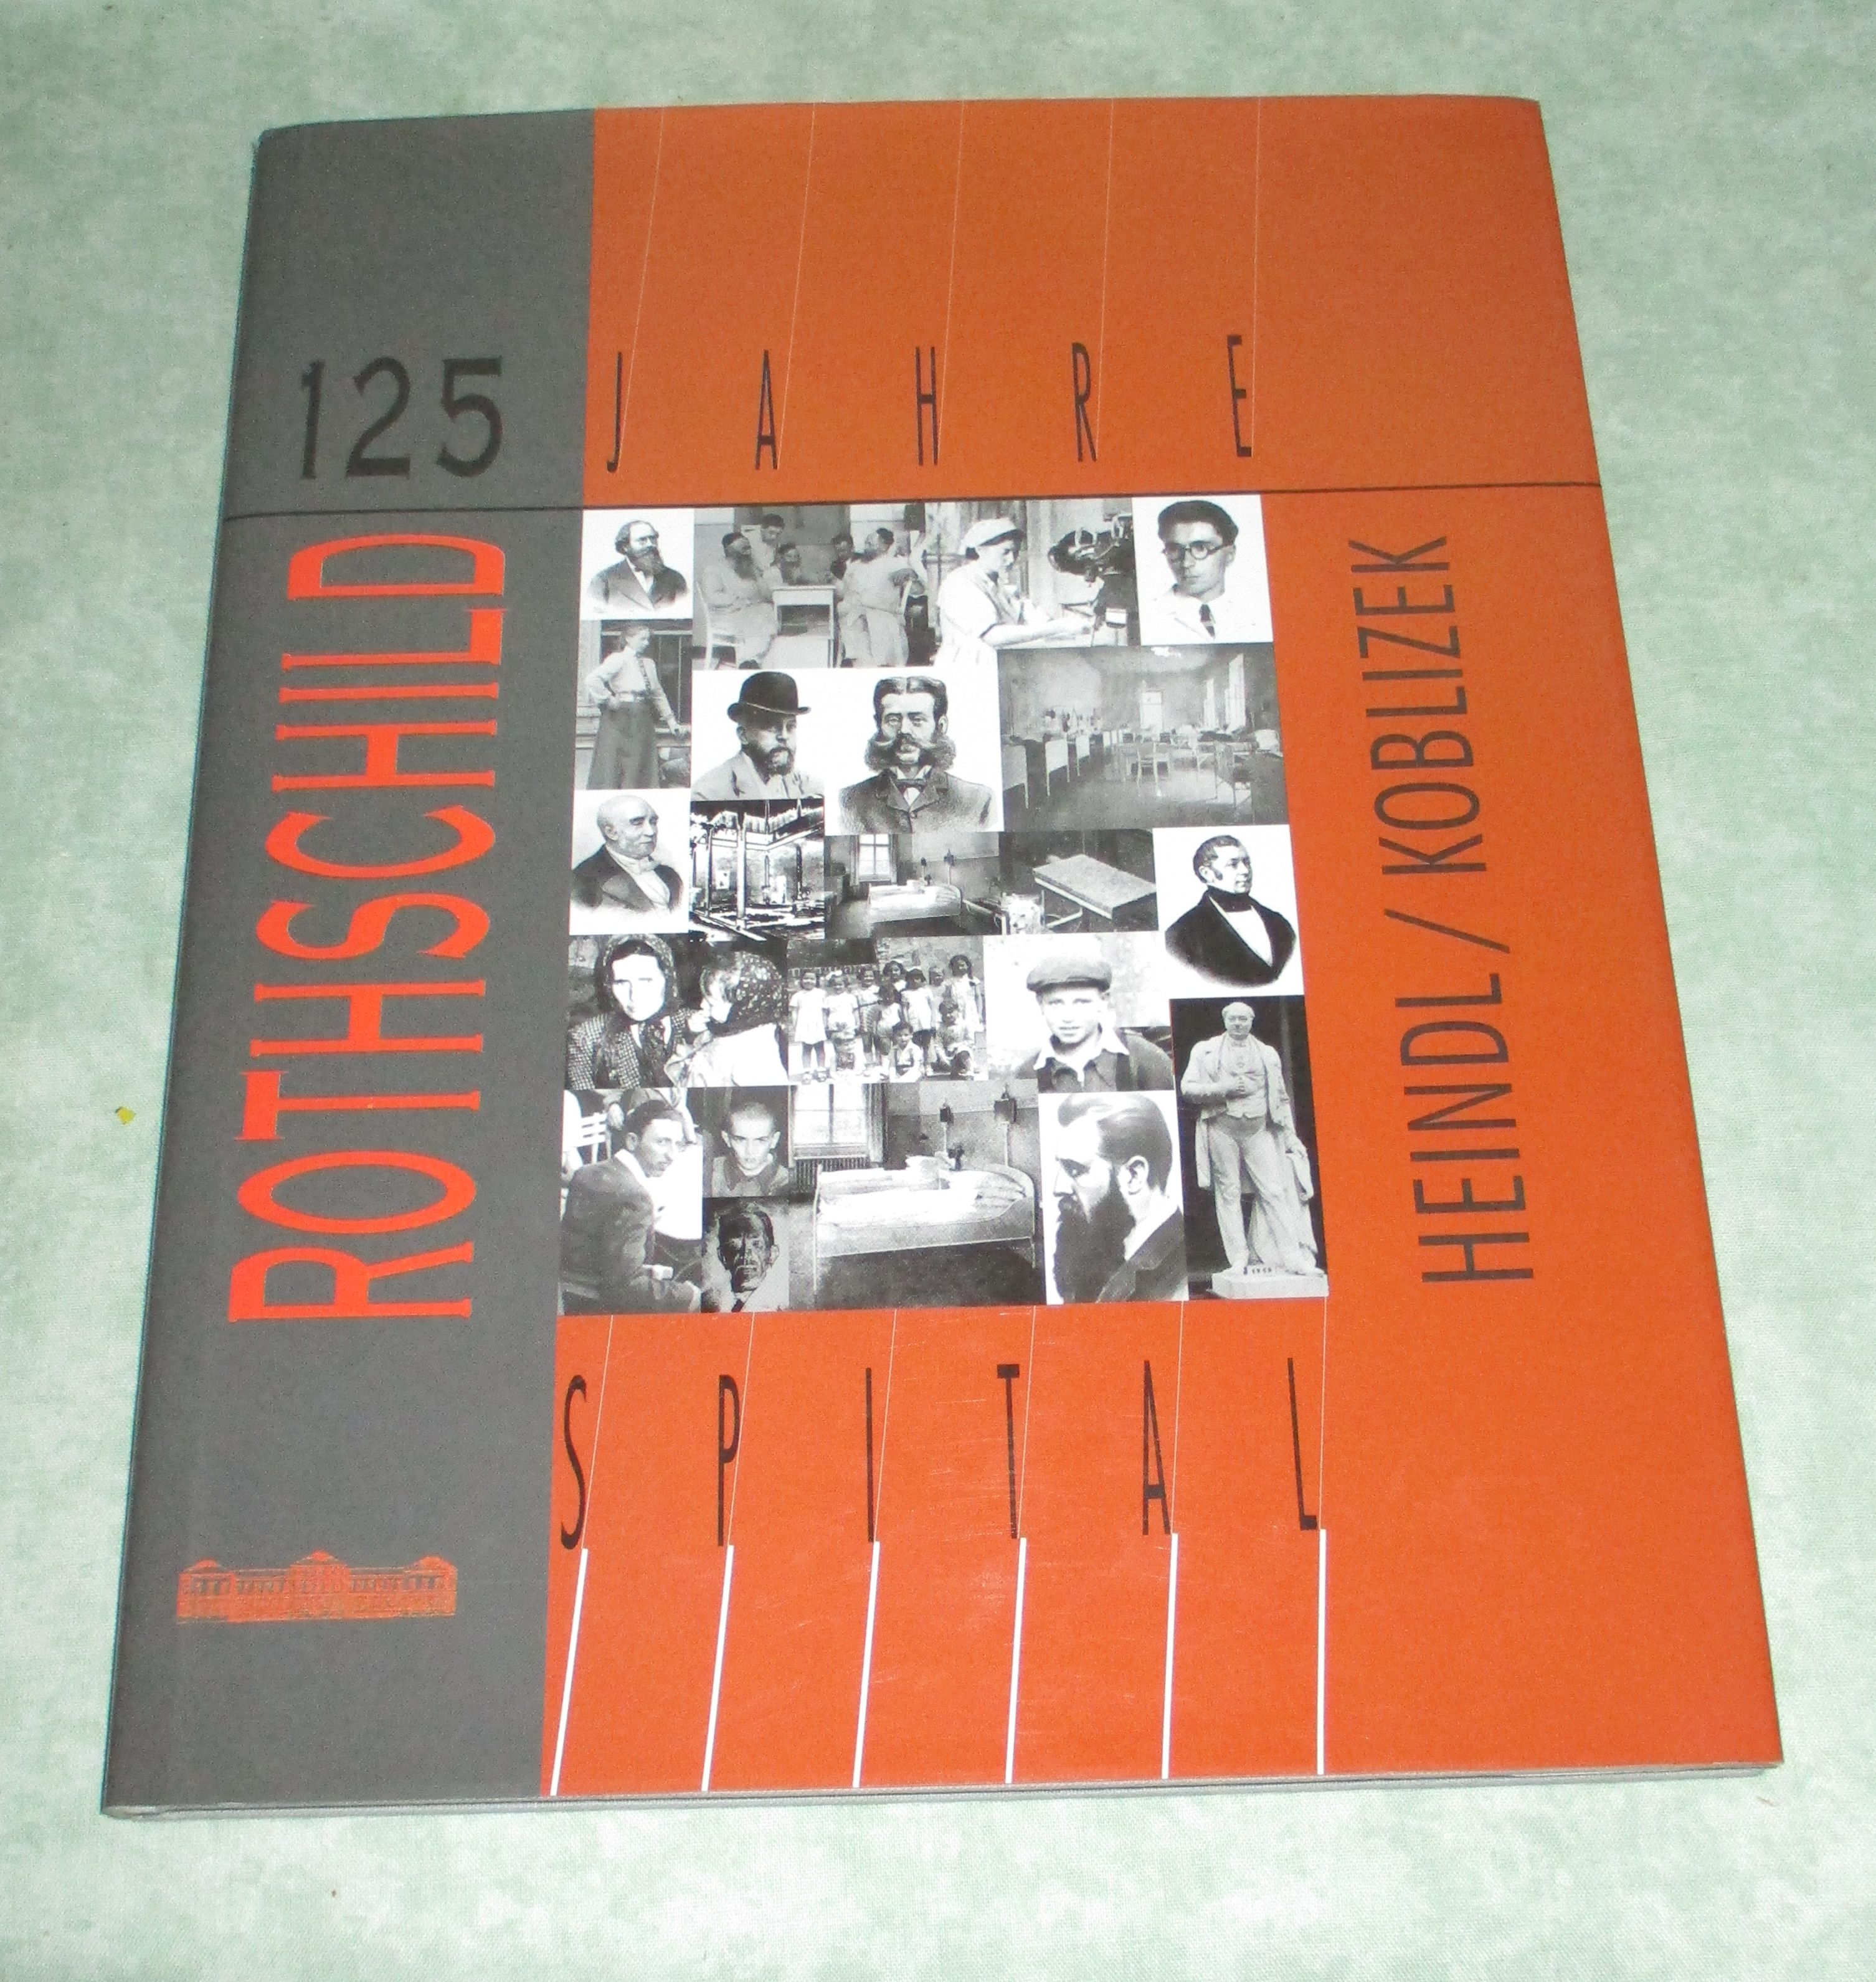 125 JAHRE
ROTHSCHILD
SPITAL
HEINDL / KOBLIZEK